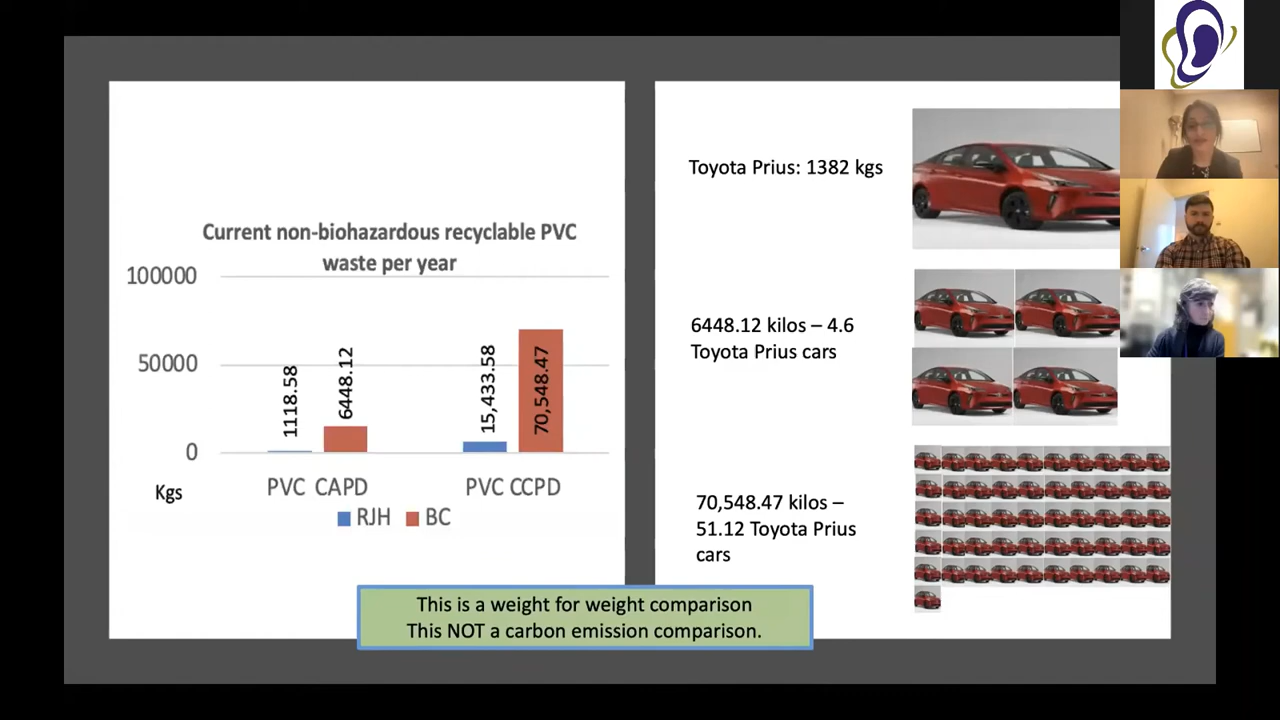 Current non-biohazardous recyclable PVC
waste per year
100000
50000
0
1118.58
6448.12
15,433.58
70,548.47
Kgs
PVC CAPD
PVC CCPD
RJH
BC
Toyota Prius: 1382 kgs
6448.12 kilos – 4.6
Toyota Prius cars
70,548.47 kilos –
51.12 Toyota Prius
cars
This is a weight for weight comparison
This NOT a carbon emission comparison.